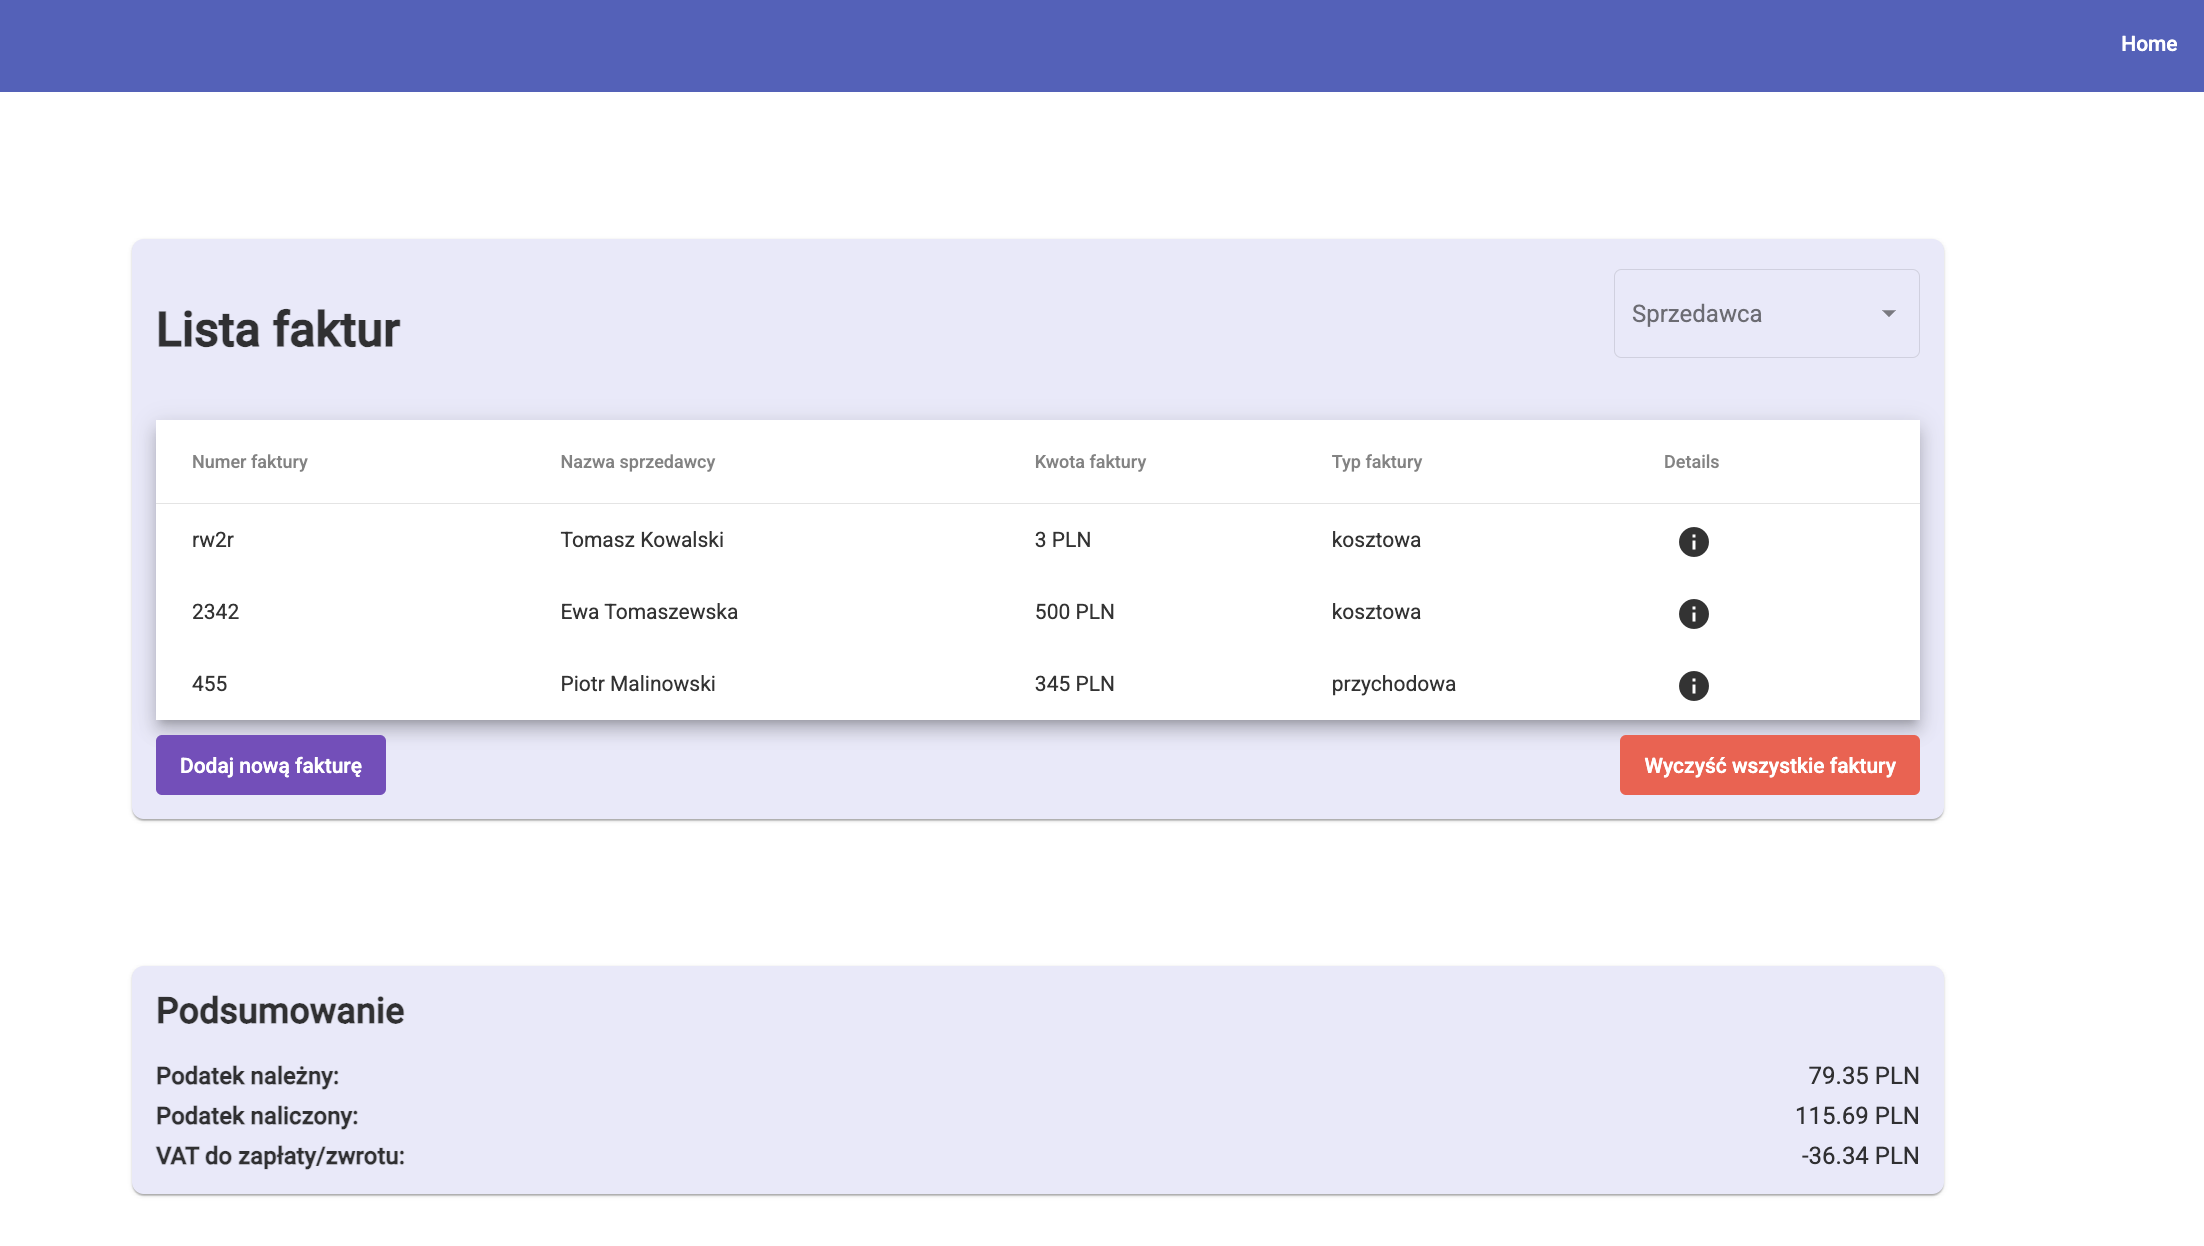 Home
Lista faktur
Sprzedawca
Numer faktury Nazwa sprzedawcy Kwota faktury Typ faktury Details
rw2r Tomasz Kowalski 3 PLN kosztowa
2342 Ewa Tomaszewska 500 PLN kosztowa
455 Piotr Malinowski 345 PLN przychodowa
Dodaj nową fakturę Wyczyść wszystkie faktury
Podsumowanie
Podatek należny: 79.35 PLN
Podatek naliczony: 115.69 PLN
VAT do zapłaty/zwrotu: -36.34 PLN